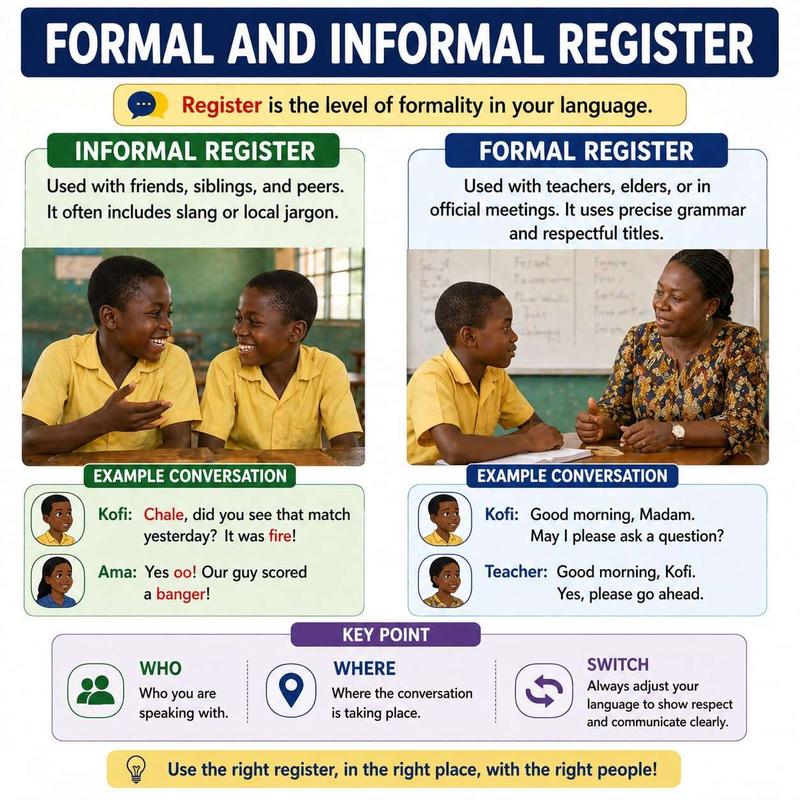 FORMAL AND INFORMAL REGISTER
Register is the level of formality in your language.
INFORMAL REGISTER
Used with friends, siblings, and peers.
It often includes slang or local jargon.
EXAMPLE CONVERSATION
Kofi: Chale, did you see that match
yesterday? It was fire!
Ama: Yes oo! Our guy scored
a banger!
FORMAL REGISTER
Used with teachers, elders, or in
official meetings. It uses precise grammar
and respectful titles.
EXAMPLE CONVERSATION
Kofi: Good morning, Madam.
May I please ask a question?
Teacher: Good morning, Kofi.
Yes, please go ahead.
KEY POINT
WHO
Who you are
speaking with.
WHERE
Where the conversation
is taking place.
SWITCH
Always adjust your
language to show respect
and communicate clearly.
Use the right register, in the right place, with the right people!